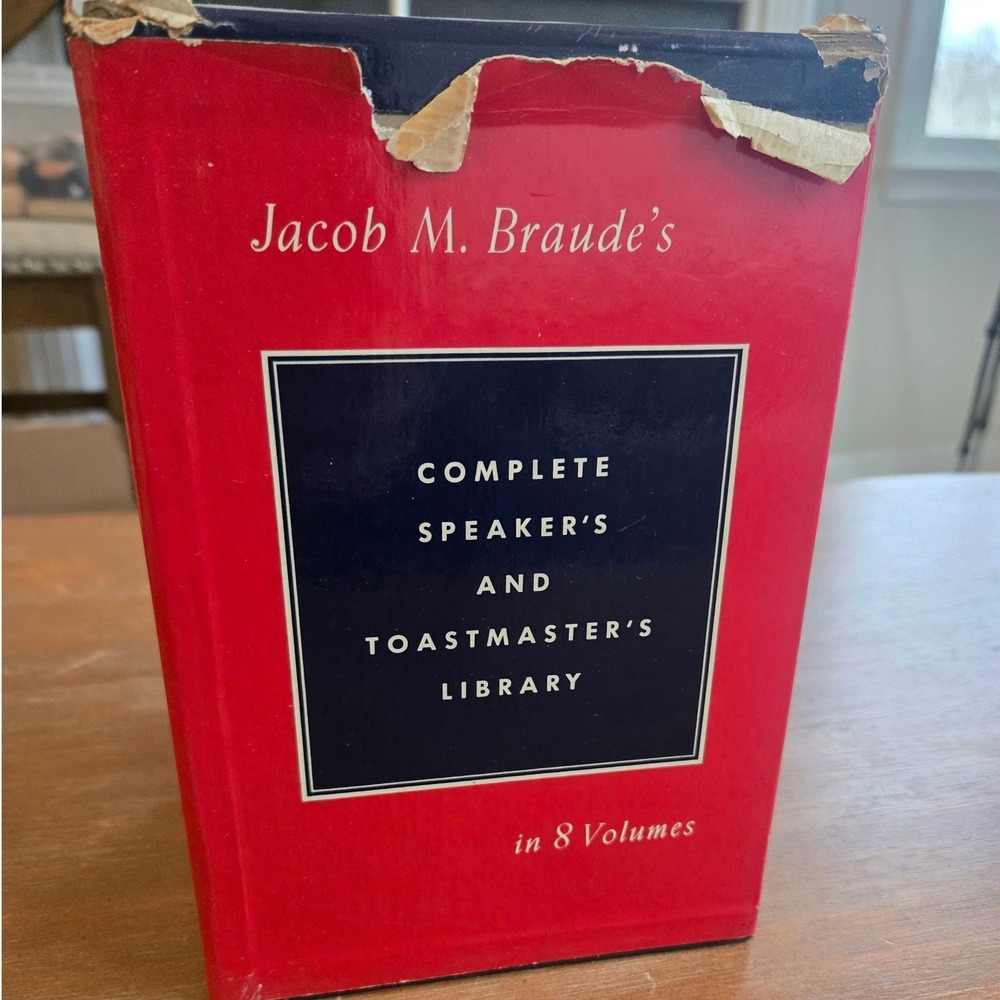 Jacob M. Braude's
COMPLETE
SPEAKER'S
AND
TOASTMASTER'S
LIBRARY
in 8 Volumes